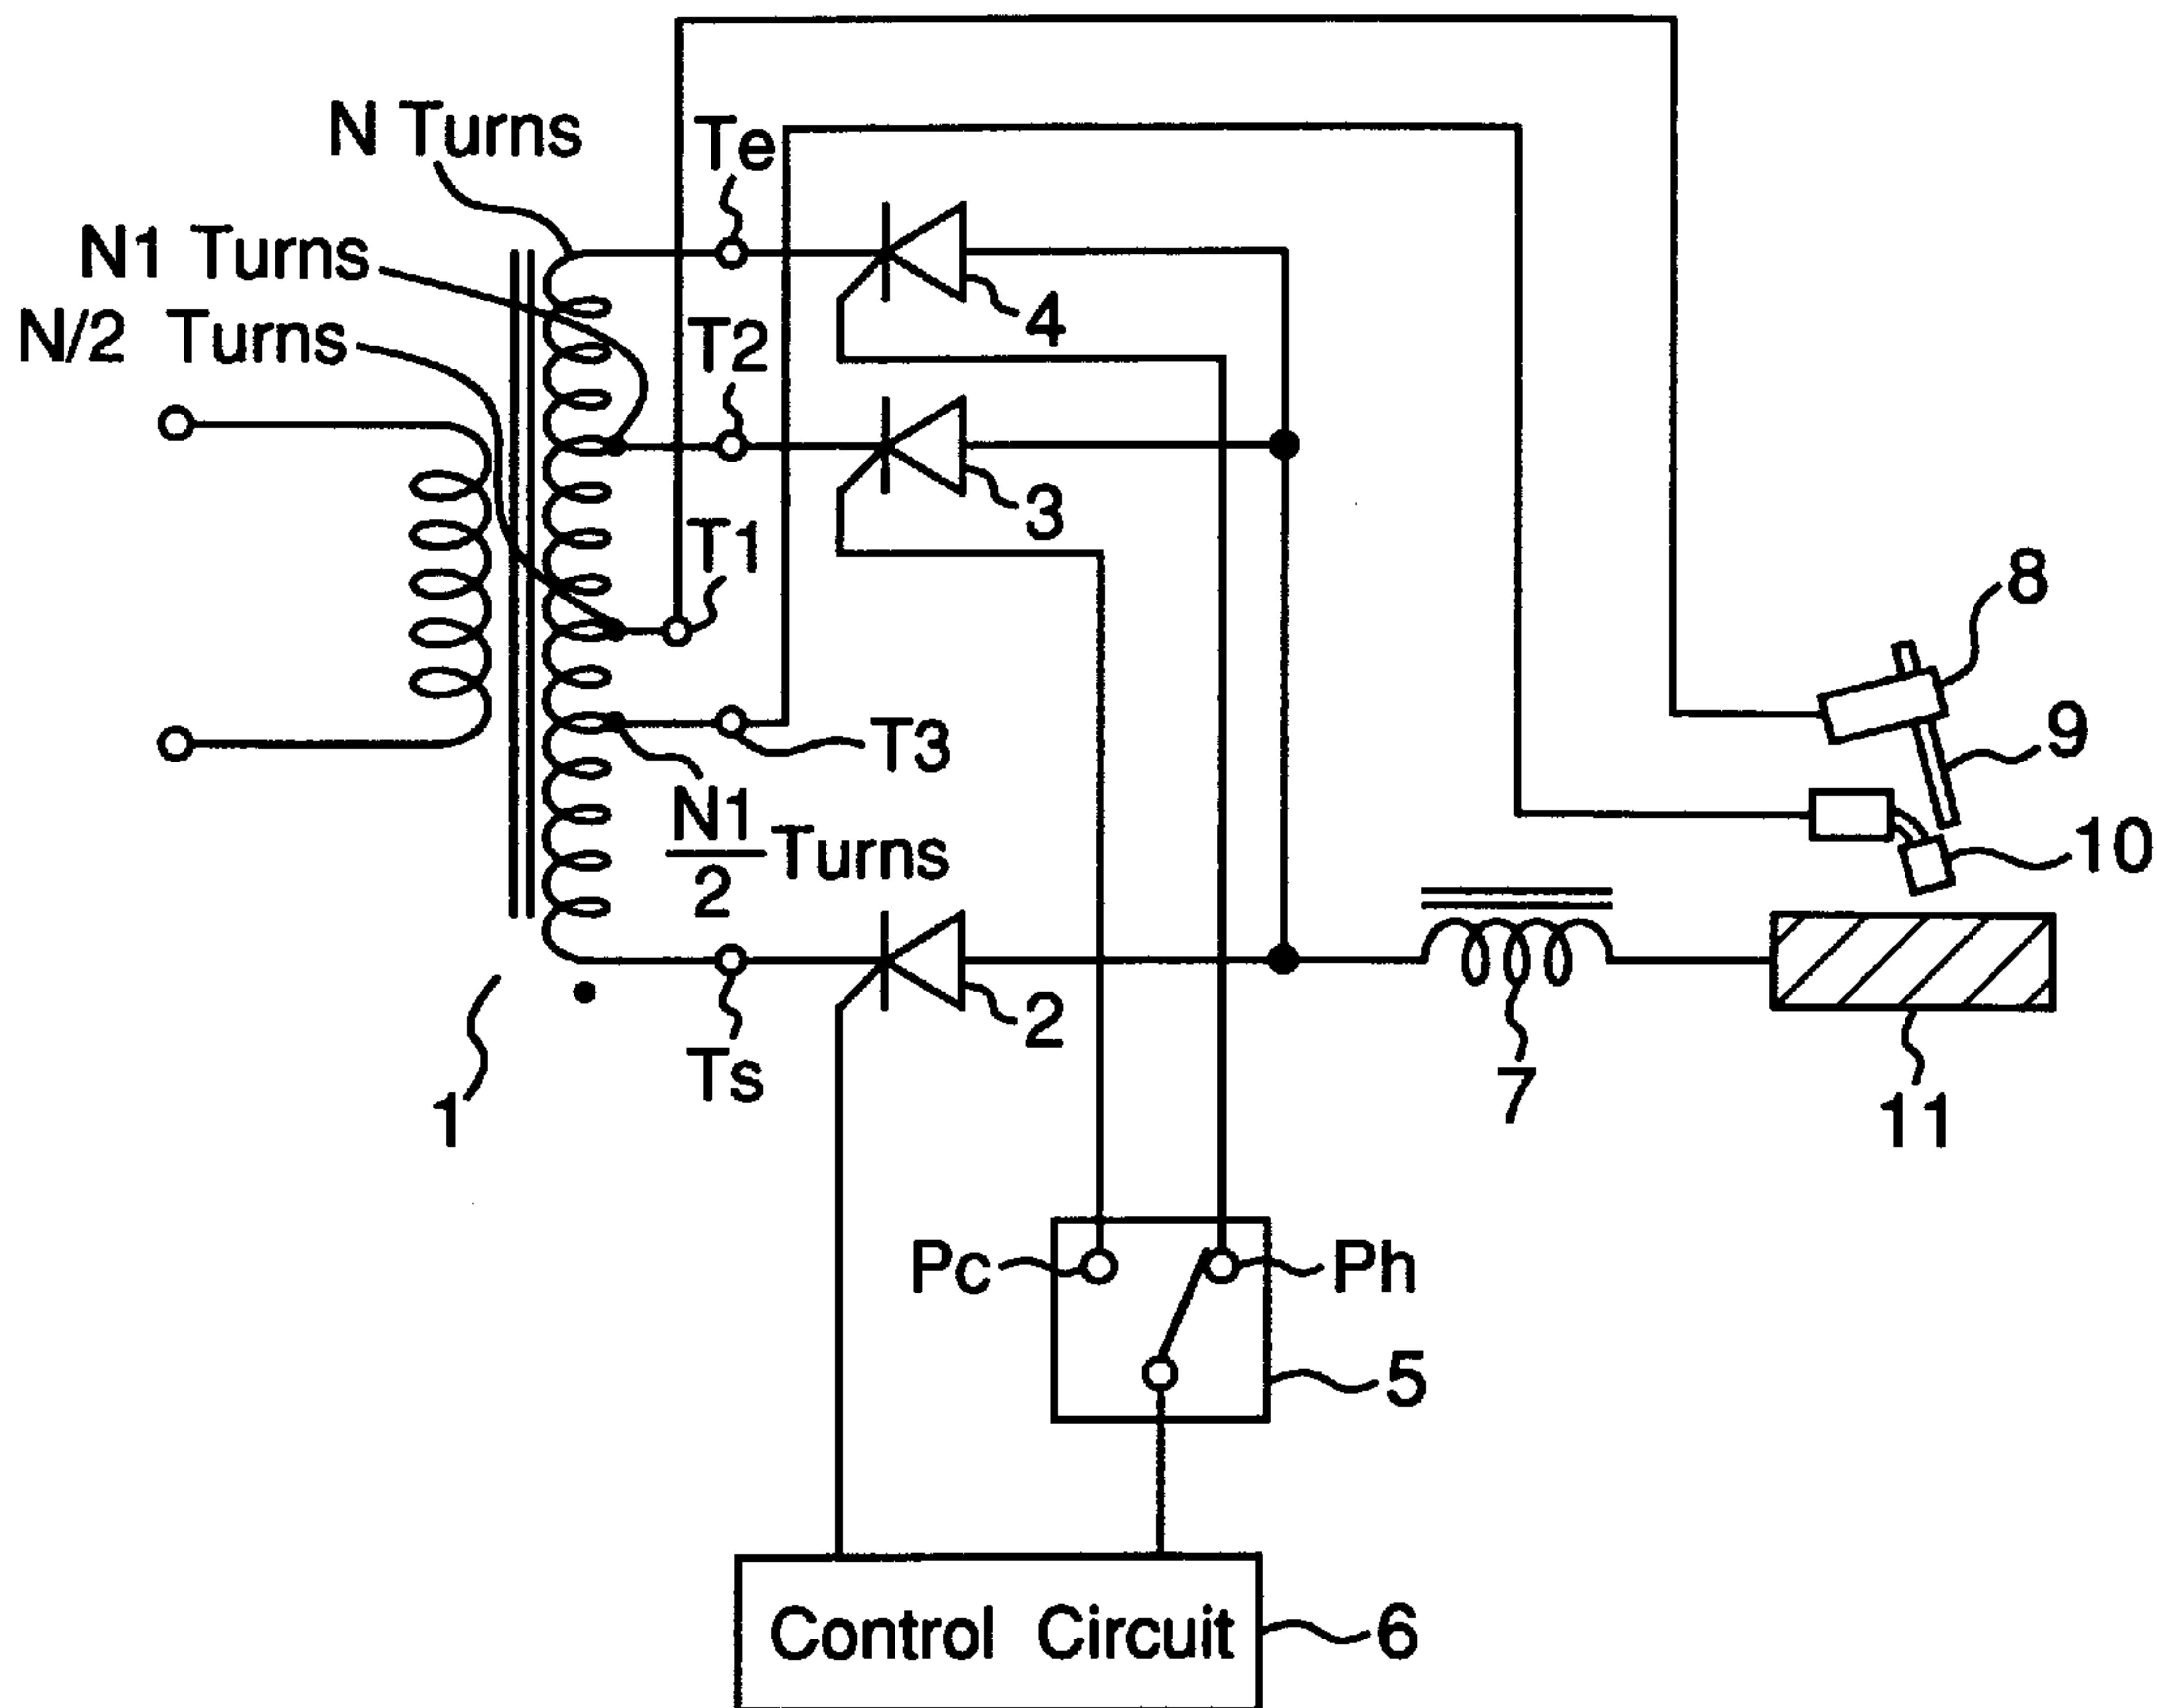 N Turns
Te
N1 Turns
4
N/2 Turns
T2
3
T1
8
9
T3
N1
2
Turns
10
2
Ts
7
1
11
Pc
Ph
5
Control Circuit
6